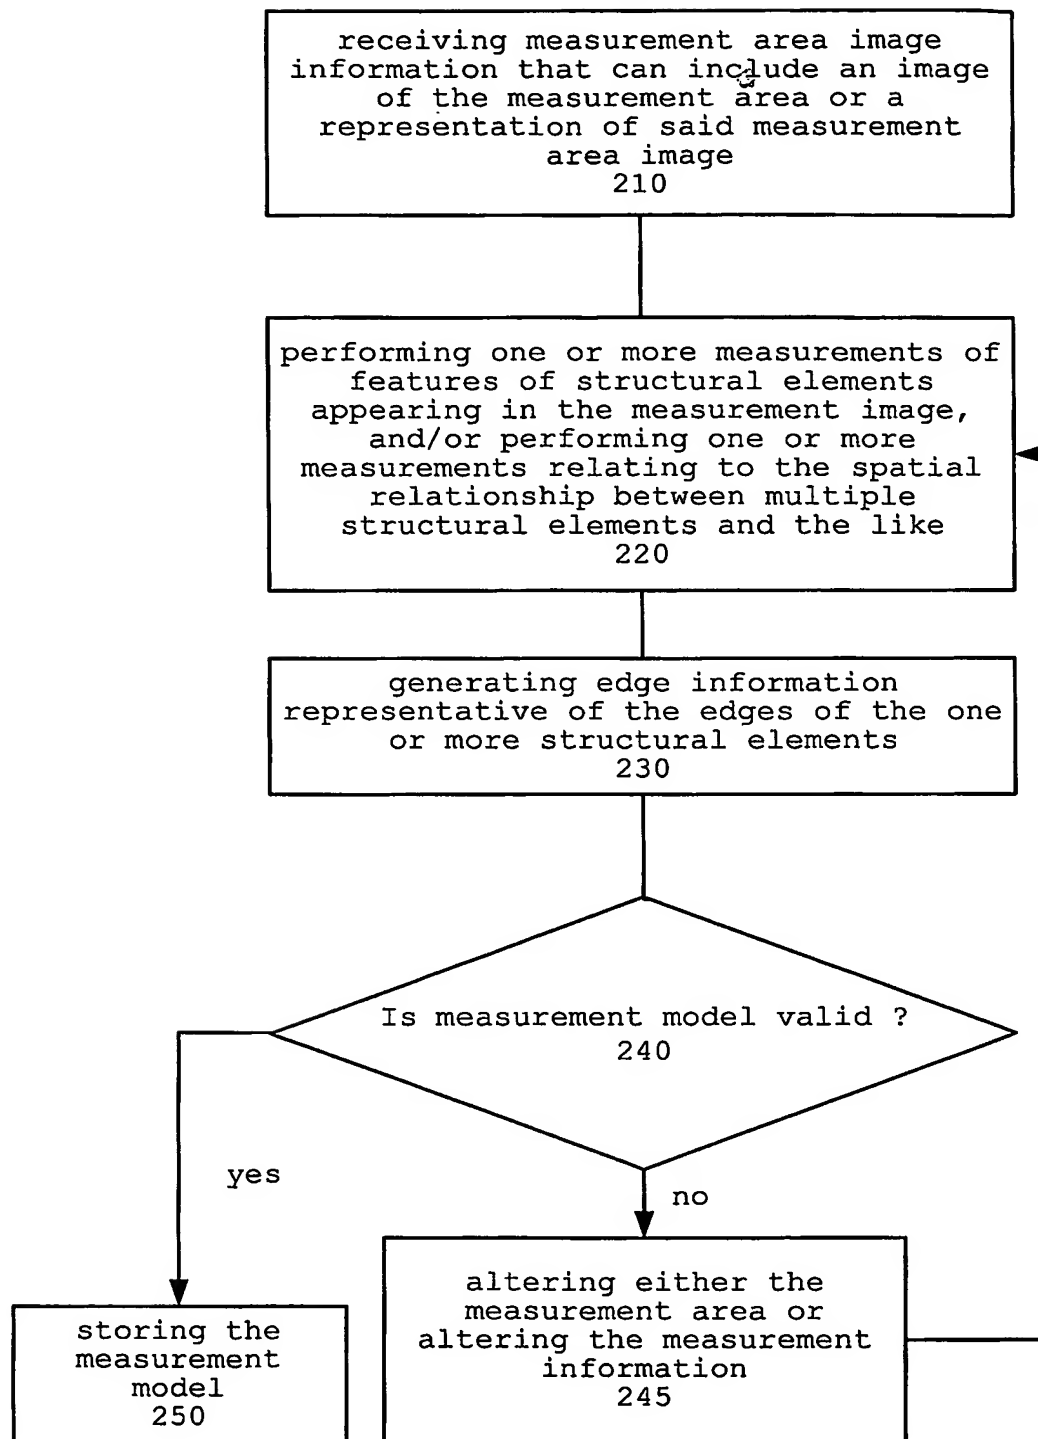 receiving measurement area image
information that can include an image
of the measurement area or a
representation of said measurement
area image
210
performing one or more measurements of
features of structural elements
appearing in the measurement image,
and/or performing one or more
measurements relating to the spatial
relationship between multiple
structural elements and the like
220
generating edge information
representative of the edges of the one
or more structural elements
230
Is measurement model valid ?
240
yes
no
altering either the
measurement area or
altering the measurement
information
245
storing the
measurement
model
250